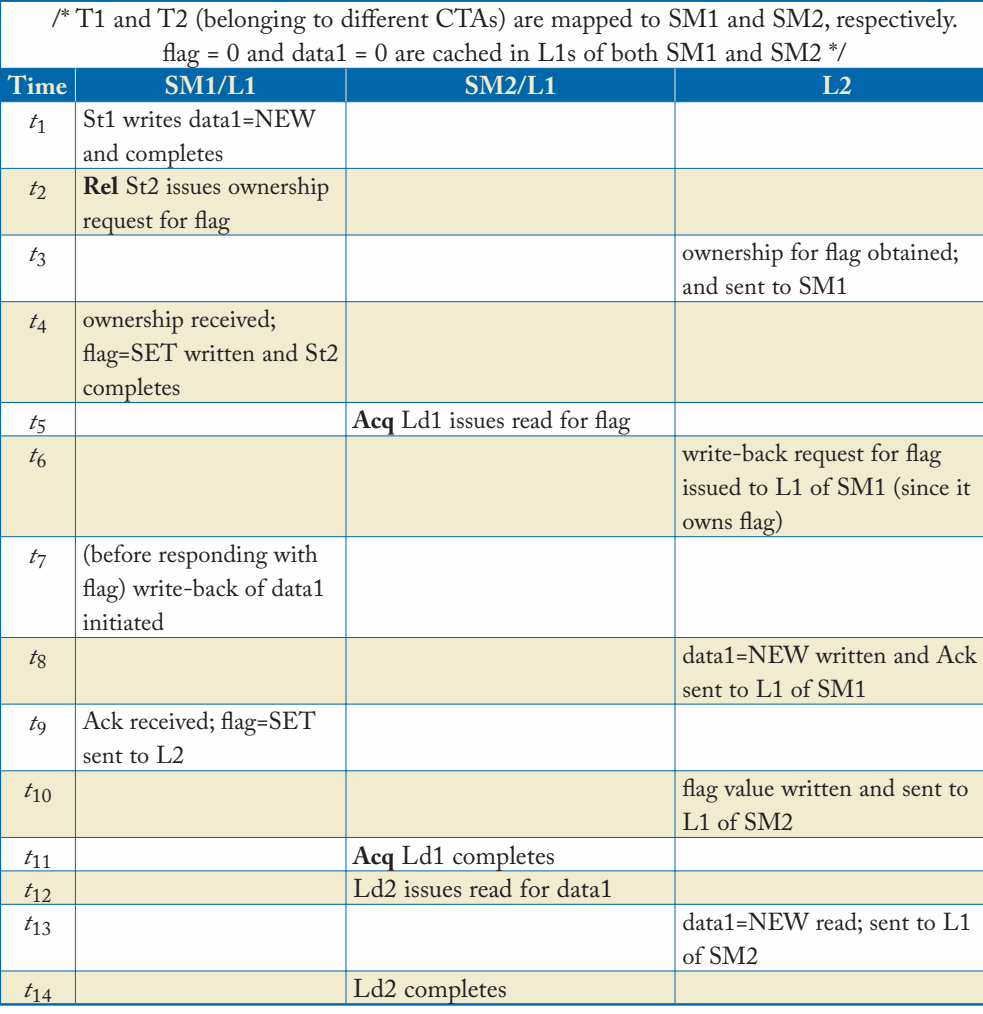 /* T1 and T2 (belonging to different CTAs) are mapped to SM1 and SM2, respectively.
flag = 0 and data1 = 0 are cached in L1s of both SM1 and SM2 */
Time SM1/L1 SM2/L1 L2
t1 St1 writes data1=NEW
and completes
t2 Rel St2 issues ownership
request for flag
t3 ownership for flag obtained;
and sent to SM1
t4 ownership received;
flag=SET written and St2
completes
t5 Acq Ld1 issues read for flag
t6 write-back request for flag
issued to L1 of SM1 (since it
owns flag)
t7 (before responding with
flag) write-back of data1
initiated
t8 data1=NEW written and Ack
sent to L1 of SM1
t9 Ack received; flag=SET
sent to L2
t10 flag value written and sent to
L1 of SM2
t11 Acq Ld1 completes
t12 Ld2 issues read for data1
t13 data1=NEW read; sent to L1
of SM2
t14 Ld2 completes